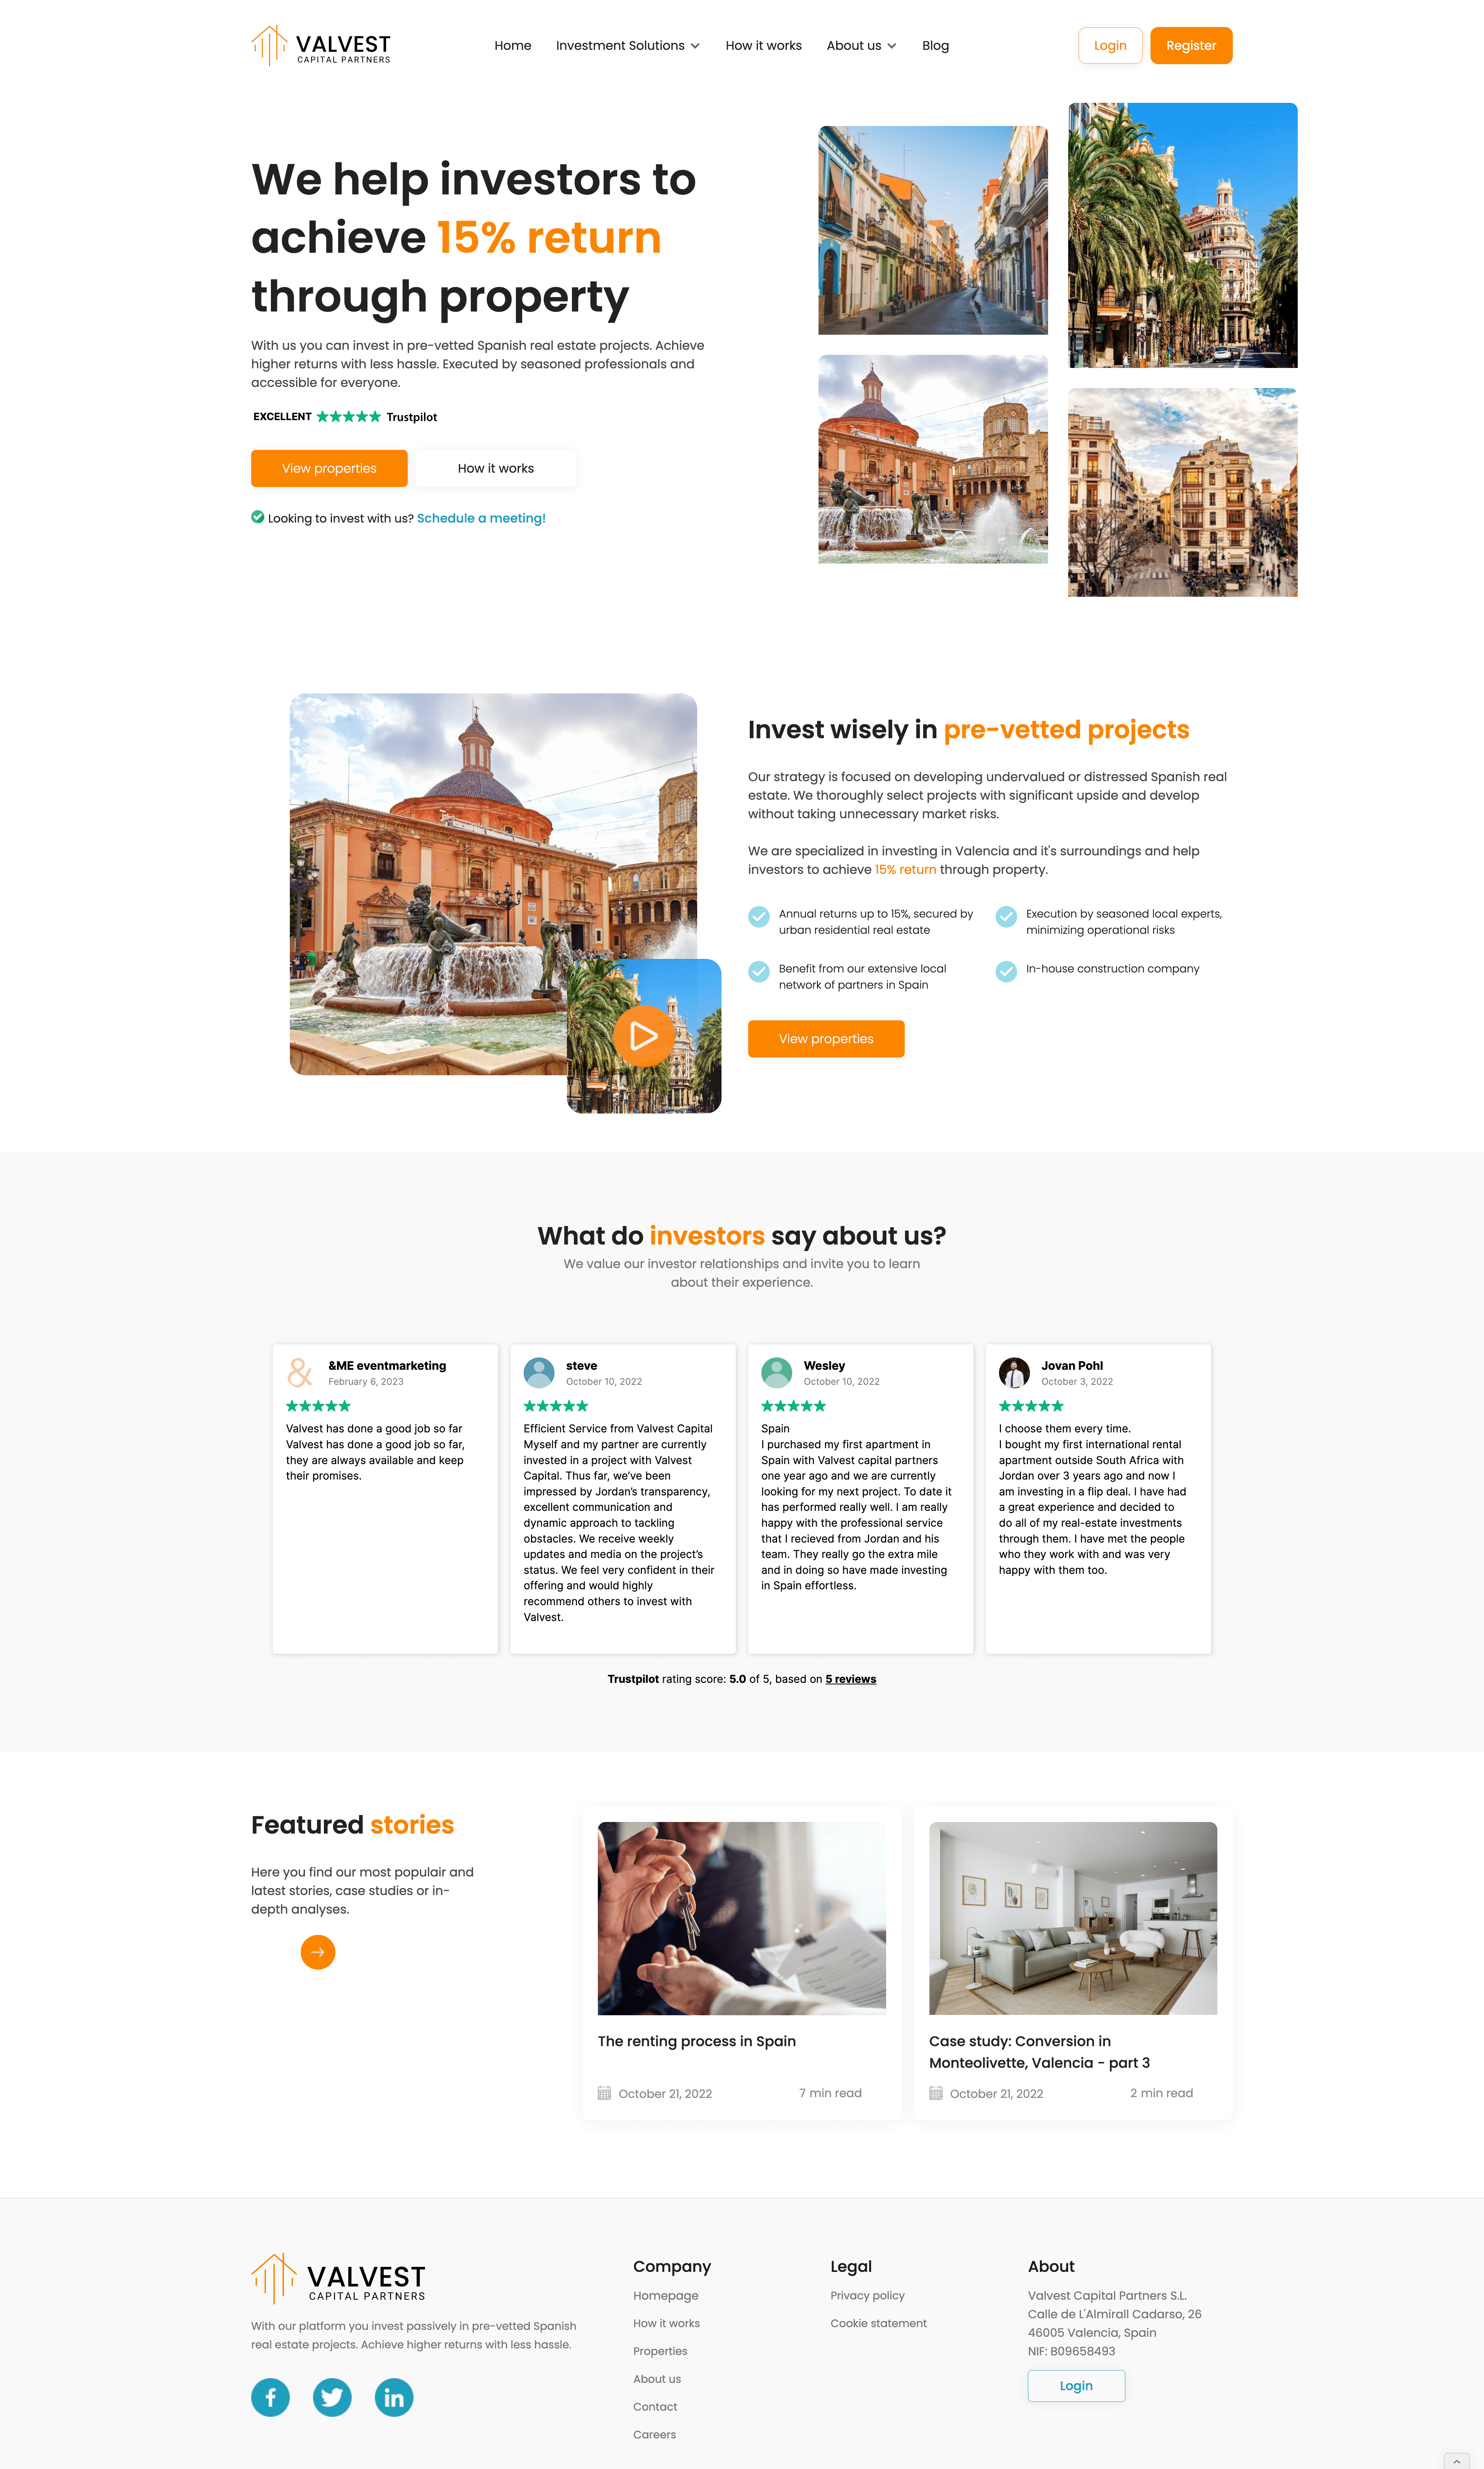 VALVEST
CAPITAL PARTNERS
Home
Investment Solutions
How it works
About us
Blog
Login
Register
We help investors to
achieve 15% return
through property
With us you can invest in pre-vetted Spanish real estate projects. Achieve
higher returns with less hassle. Executed by seasoned professionals and
accessible for everyone.
EXCELLENT Trustpilot
View properties
How it works
Looking to invest with us? Schedule a meeting!
Invest wisely in pre-vetted projects
Our strategy is focused on developing undervalued or distressed Spanish real
estate. We thoroughly select projects with significant upside and develop
without taking unnecessary market risks.
We are specialized in investing in Valencia and it's surroundings and help
investors to achieve 15% return through property.
Annual returns up to 15%, secured by
urban residential real estate
Execution by seasoned local experts,
minimizing operational risks
Benefit from our extensive local
network of partners in Spain
In-house construction company
View properties
What do investors say about us?
We value our investor relationships and invite you to learn
about their experience.
&ME eventmarketing
February 6, 2023
Valvest has done a good job so far
Valvest has done a good job so far,
they are always available and keep
their promises.
steve
October 10, 2022
Efficient Service from Valvest Capital
Myself and my partner are currently
invested in a project with Valvest
Capital. Thus far, we've been
impressed by Jordan's transparency,
excellent communication and
dynamic approach to tackling
obstacles. We receive weekly
updates and media on the project's
status. We feel very confident in their
offering and would highly
recommend others to invest with
Valvest.
Wesley
October 10, 2022
Spain
I purchased my first apartment in
Spain with Valvest capital partners
one year ago and we are currently
looking for my next project. To date it
has performed really well. I am really
happy with the professional service
that I recieved from Jordan and his
team. They really go the extra mile
and in doing so have made investing
in Spain effortless.
Jovan Pohl
October 3, 2022
I choose them every time.
I bought my first international rental
apartment outside South Africa with
Jordan over 3 years ago and now I
am investing in a flip deal. I have had
a great experience and decided to
do all of my real-estate investments
through them. I have met the people
who they work with and was very
happy with them too.
Trustpilot rating score: 5.0 of 5, based on 5 reviews
Featured stories
Here you find our most populair and
latest stories, case studies or in-
depth analyses.
The renting process in Spain
October 21, 2022
7 min read
Case study: Conversion in
Monteolivette, Valencia - part 3
October 21, 2022
2 min read
VALVEST
CAPITAL PARTNERS
With our platform you invest passively in pre-vetted Spanish
real estate projects. Achieve higher returns with less hassle.
Company
Homepage
How it works
Properties
About us
Contact
Careers
Legal
Privacy policy
Cookie statement
About
Valvest Capital Partners S.L.
Calle de L'Almirall Cadarso, 26
46005 Valencia, Spain
NIF: B09658493
Login